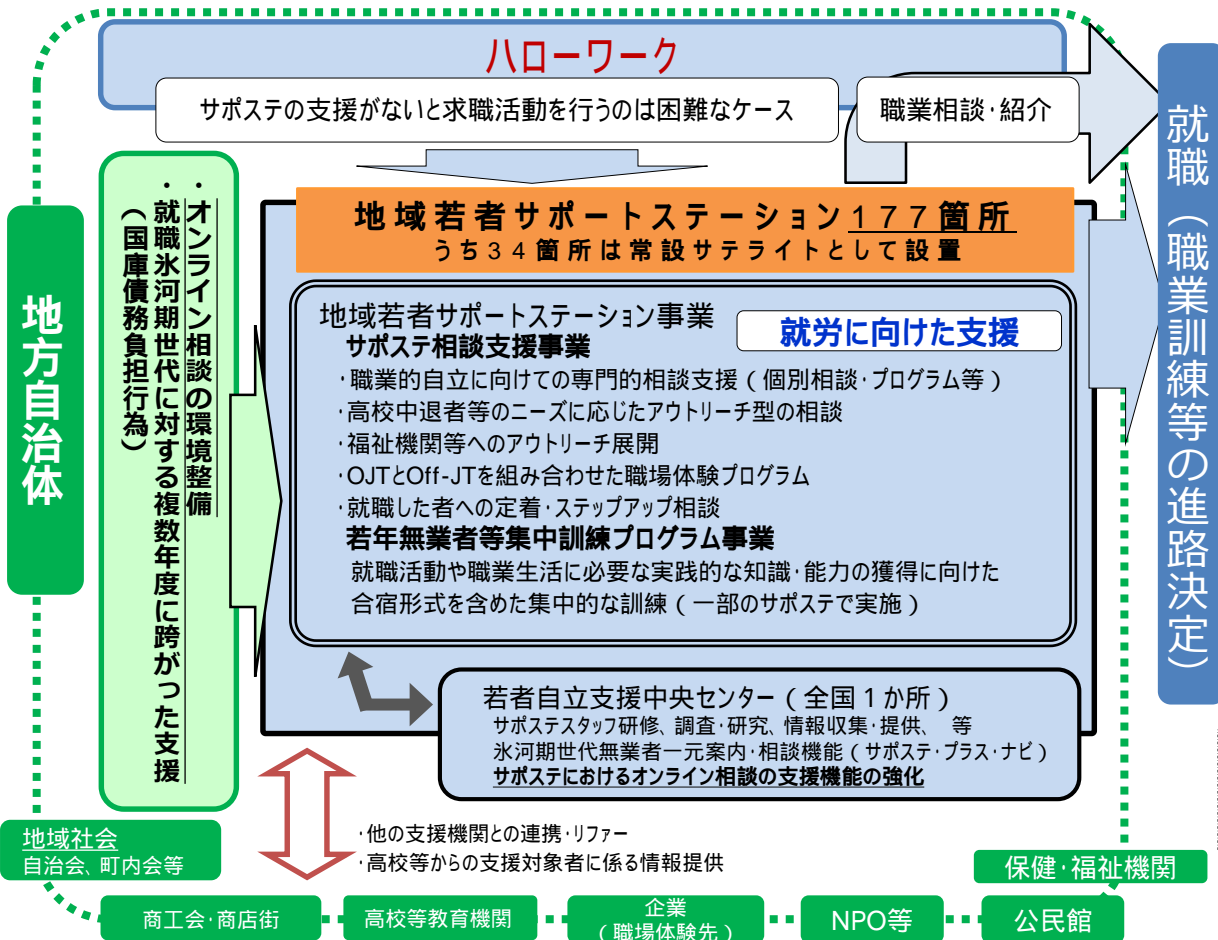 ハローワーク
サポステの支援がないと求職活動を行うのは困難なケース
職業相談・紹介
就職（職業訓練等の進路決定）
地方自治体
・オンライン相談の環境整備
・就職氷河期世代に対する複数年度に跨がった支援
（国庫債務負担行為）
地域若者サポートステーション１７７箇所
うち３４箇所は常設サテライトとして設置
地域若者サポートステーション事業
就労に向けた支援
サポステ相談支援事業
・職業的自立に向けての専門的相談支援（個別相談・プログラム等）
・高校中退者等のニーズに応じたアウトリーチ型の相談
・福祉機関等へのアウトリーチ展開
・OJTとOff-JTを組み合わせた職場体験プログラム
・就職した者への定着・ステップアップ相談
若年無業者等集中訓練プログラム事業
就職活動や職業生活に必要な実践的な知識・能力の獲得に向けた
合宿形式を含めた集中的な訓練（一部のサポステで実施）
若者自立支援中央センター（全国１か所）
サポステスタッフ研修、調査・研究、情報収集・提供、　等
氷河期世代無業者一元案内・相談機能（サポステ・プラス・ナビ）
サポステにおけるオンライン相談の支援機能の強化
・他の支援機関との連携・リファー
・高校等からの支援対象者に係る情報提供
地域社会
自治会、町内会等
保健・福祉機関
商工会・商店街
高校等教育機関
企業
（職場体験先）
NPO等
公民館